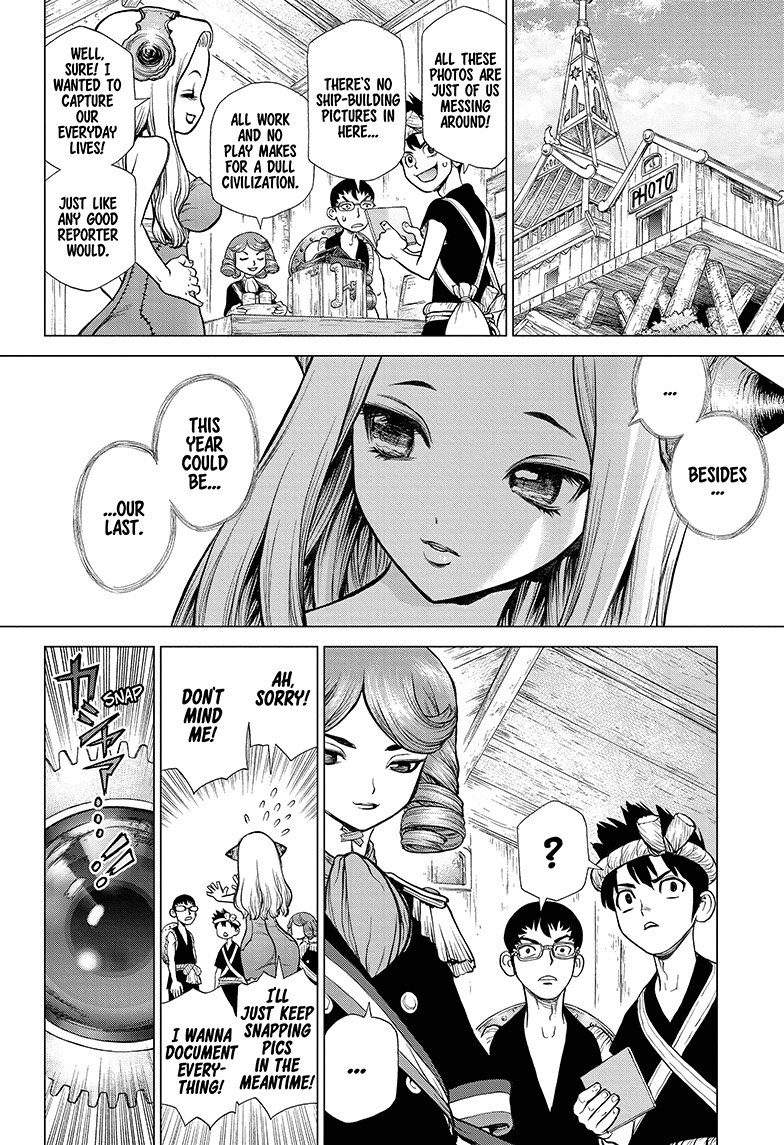 PHOTO
ALL THESE
PHOTOS ARE
JUST OF US
MESSING
AROUND!
THERE'S NO
SHIP-BUILDING
PICTURES IN
HERE...
ALL WORK
AND NO
PLAY MAKES
FOR A DULL
CIVILIZATION.
WELL,
SURE! I
WANTED TO
CAPTURE
OUR
EVERYDAY
LIVES!
JUST LIKE
ANY GOOD
REPORTER
WOULD.
...
BESIDES
...
THIS
YEAR
COULD
BE...
...OUR
LAST.
?
...
AH,
SORRY!
DON'T
MIND
ME!
I'LL
JUST KEEP
SNAPPING
PICS
IN THE
MEANTIME!
I WANNA
DOCUMENT
EVERY-
THING!
カシャァ…!!
SNAP